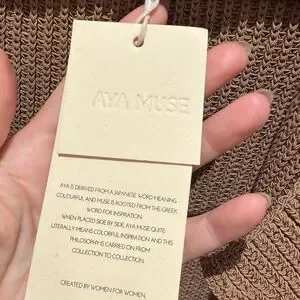 AYA MUSE
AYA IS DERIVED FROM A JAPANESE WORD MEANING
COLOURFUL AND MUSE IS ROOTED FROM THE GREEK
WORD FOR INSPIRATION.
WHEN PLACED SIDE BY SIDE, AYA MUSE QUITE
LITERALLY MEANS COLORFUL INSPIRATION AND THIS
PHILOSOPHY IS CARRIED ON FROM
COLLECTION TO COLLECTION.
CREATED BY WOMEN FOR WOMEN.